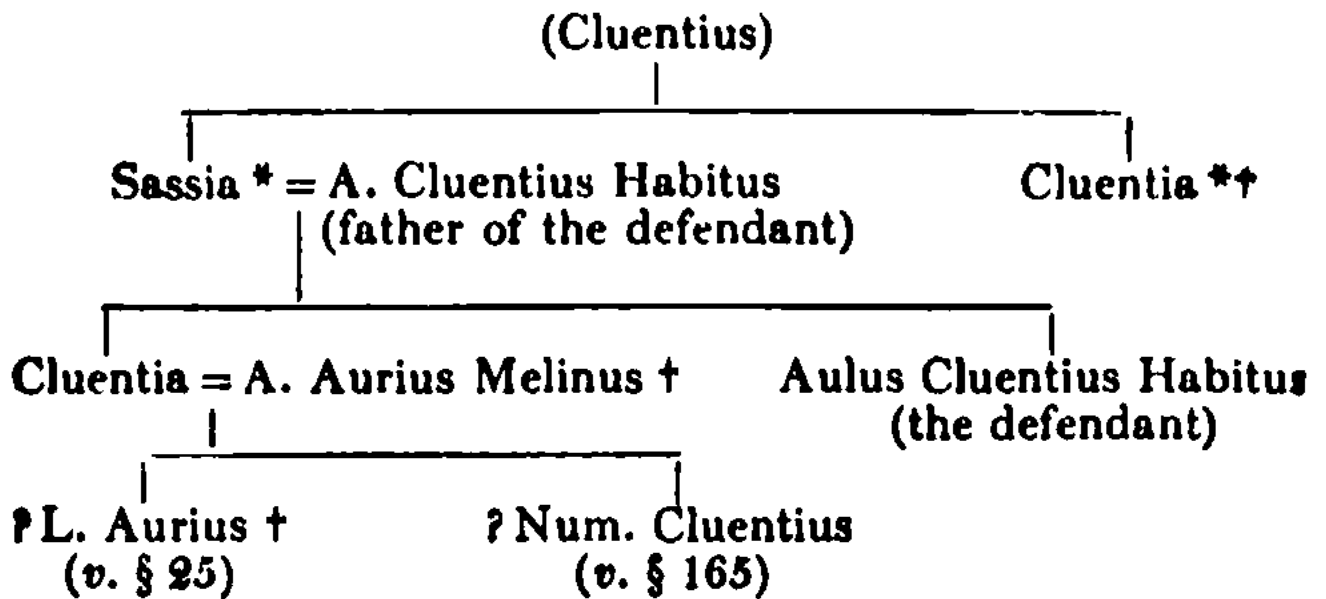 (Cluentius)
Sassia * = A. Cluentius Habitus Cluentia *†
(father of the defendant)
Cluentia = A. Aurius Melinus † Aulus Cluentius Habitus
(the defendant)
? L. Aurius † ? Num. Cluentius
(v. § 25) (v. § 165)